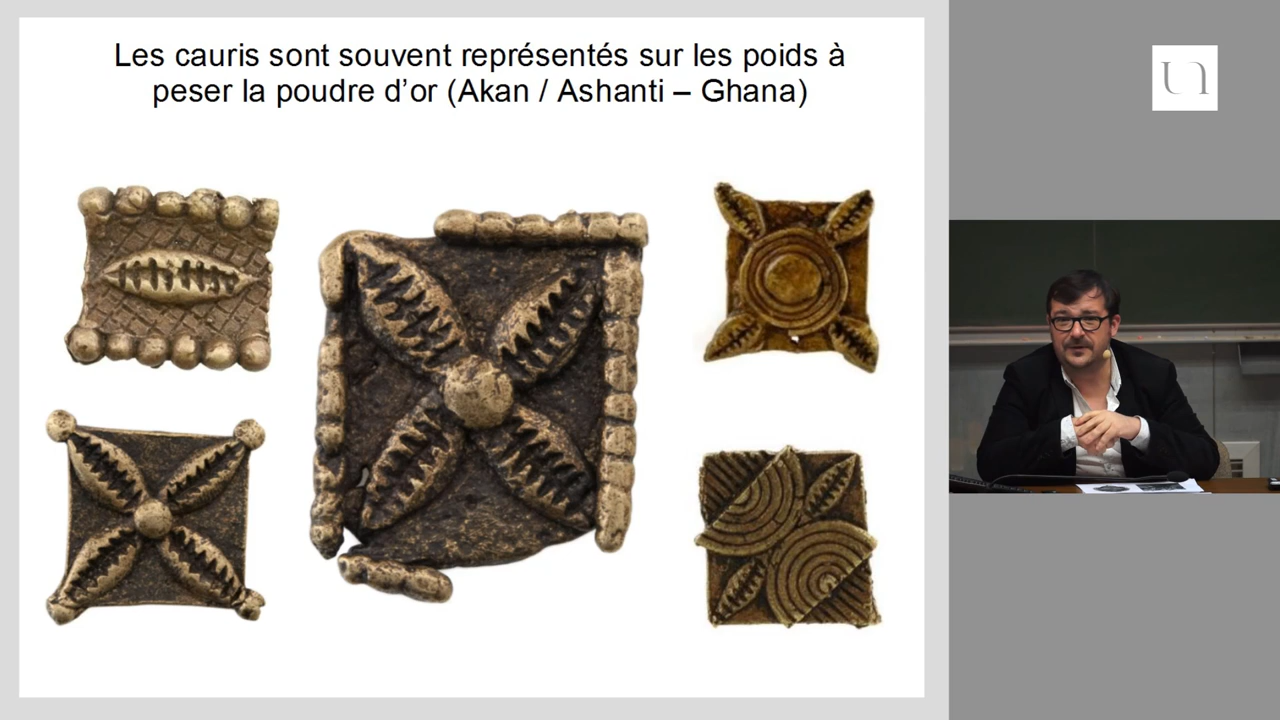 Les cauris sont souvent représentés sur les poids à
peser la poudre d’or (Akan / Ashanti – Ghana)